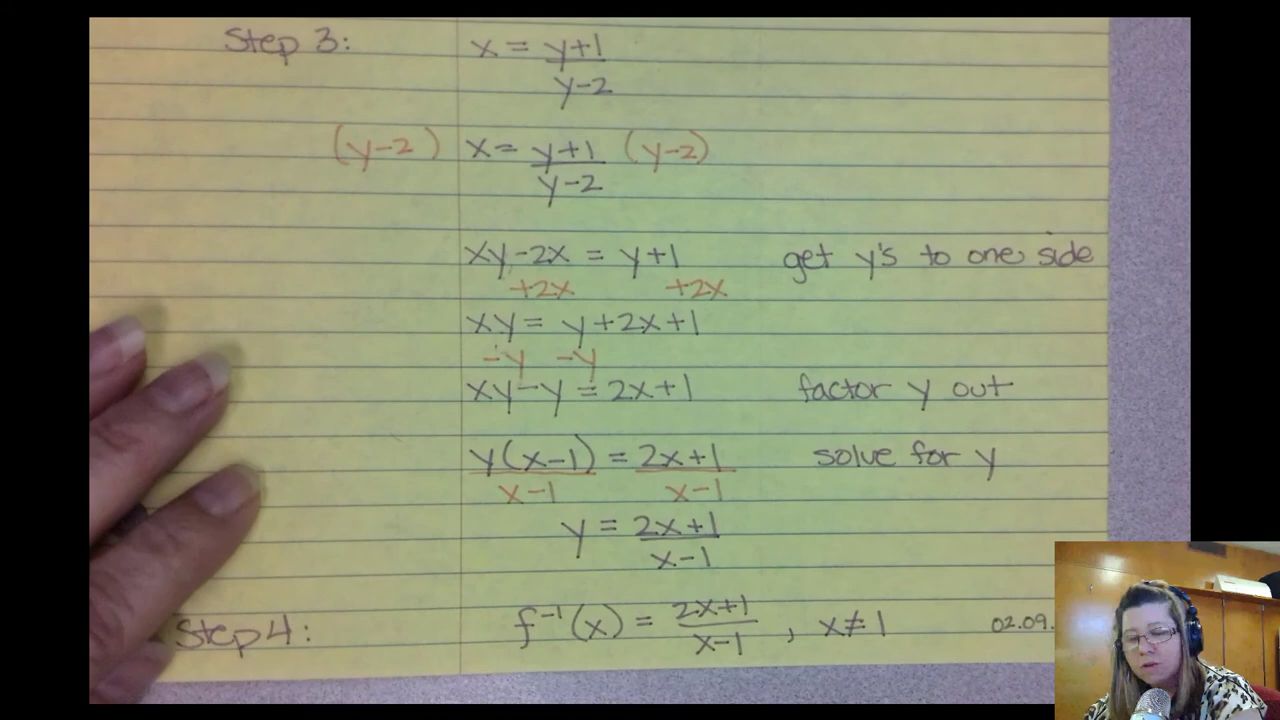 Step 3: x = y+1
y-2
(y-2) x = y+1 (y-2)
y-2
xy-2x = y+1 get y's to one side
+2x +2x
xy = y+2x+1
-y -y
xy-y = 2x+1 factor y out
y(x-1) = 2x+1 solve for y
x-1 x-1
y = 2x+1
x-1
Step 4: f⁻¹(x) = 2x+1 , x≠1 02.09.
x-1